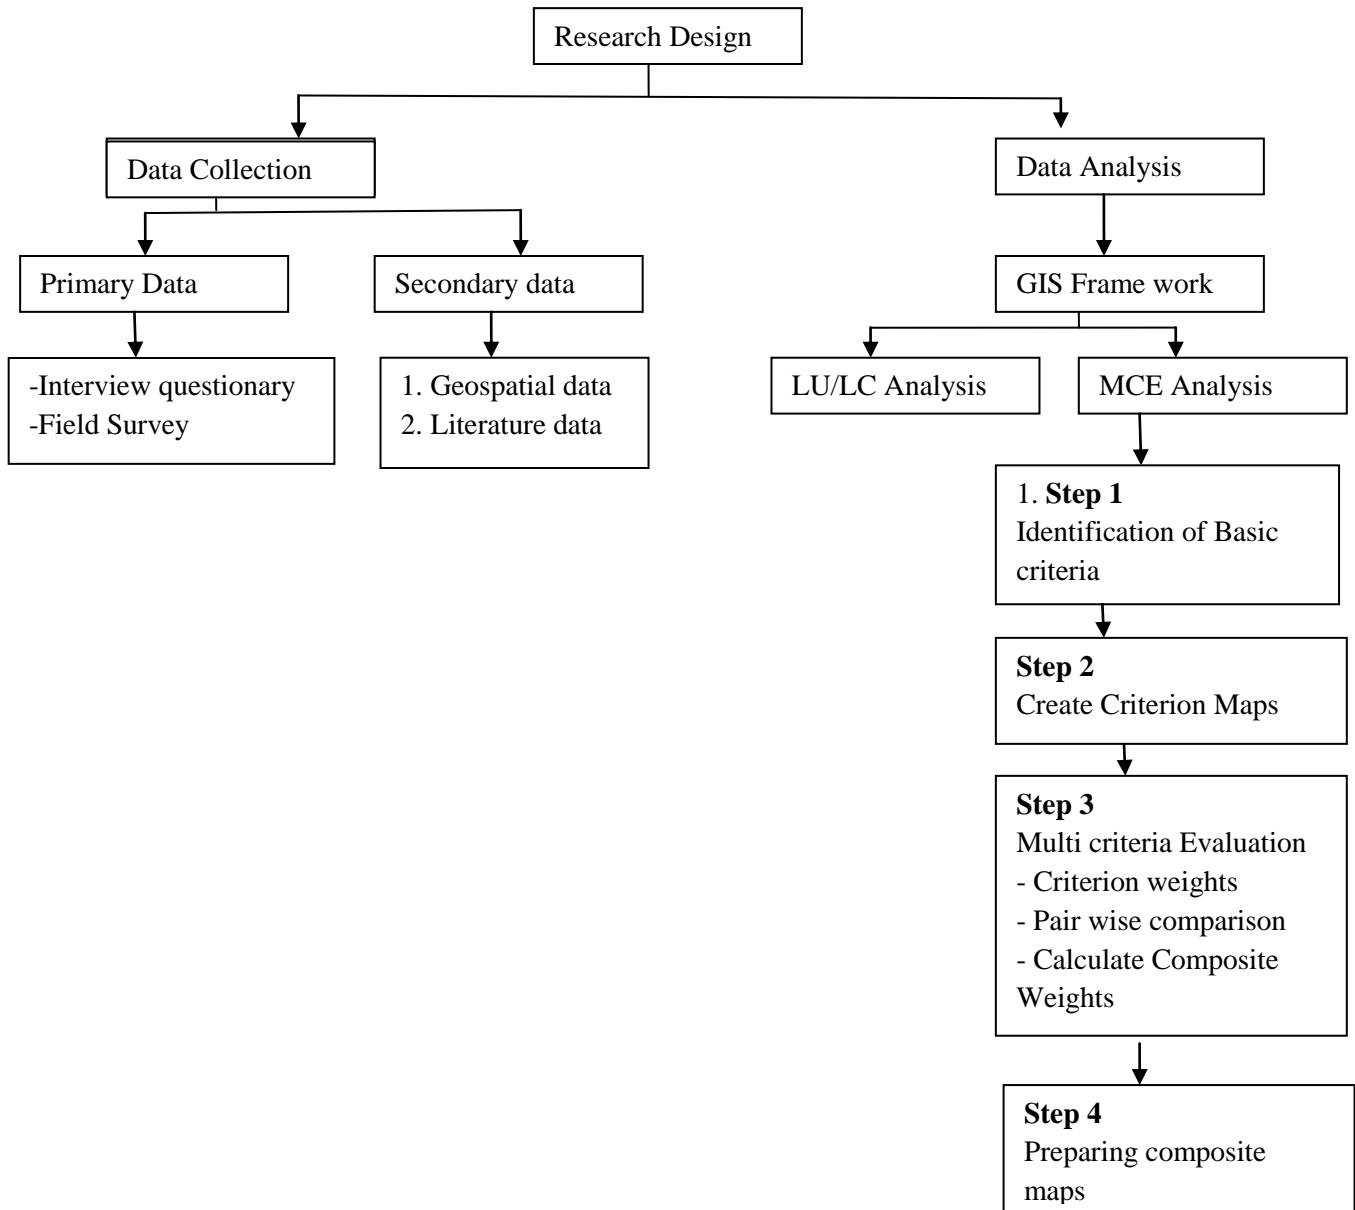 Research Design
Data Collection
Data Analysis
Primary Data
Secondary data
GIS Frame work
-Interview questionary
-Field Survey
1. Geospatial data
2. Literature data
LU/LC Analysis
MCE Analysis
1. Step 1
Identification of Basic
criteria
Step 2
Create Criterion Maps
Step 3
Multi criteria Evaluation
- Criterion weights
- Pair wise comparison
- Calculate Composite
Weights
Step 4
Preparing composite
maps